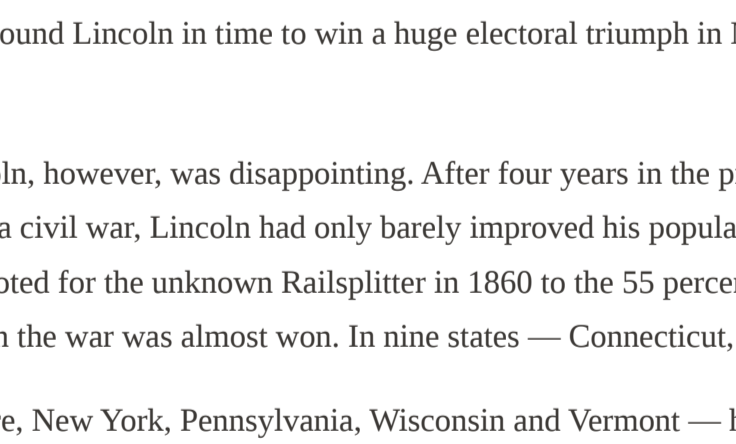 ound Lincoln in time to win a huge electoral triumph in
ln, however, was disappointing. After four years in the
a civil war, Lincoln had only barely improved his popula
oted for the unknown Railsplitter in 1860 to the 55 perce
the war was almost won. In nine states — Connecticut,
e, New York, Pennsylvania, Wisconsin and Vermont —